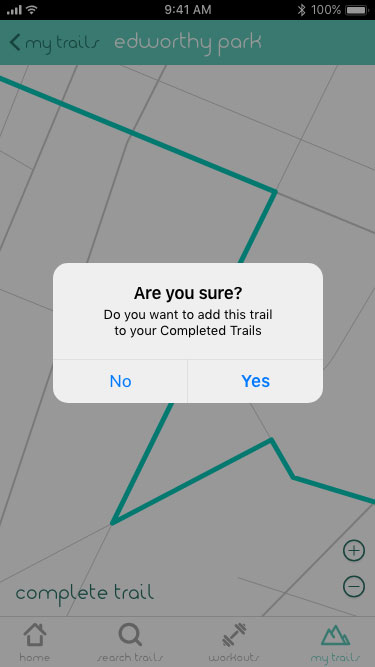 9:41 AM
100%
my trails
edworthy park
Are you sure?
Do you want to add this trail
to your Completed Trails
No
Yes
complete trail
home
search trails
workouts
my trails